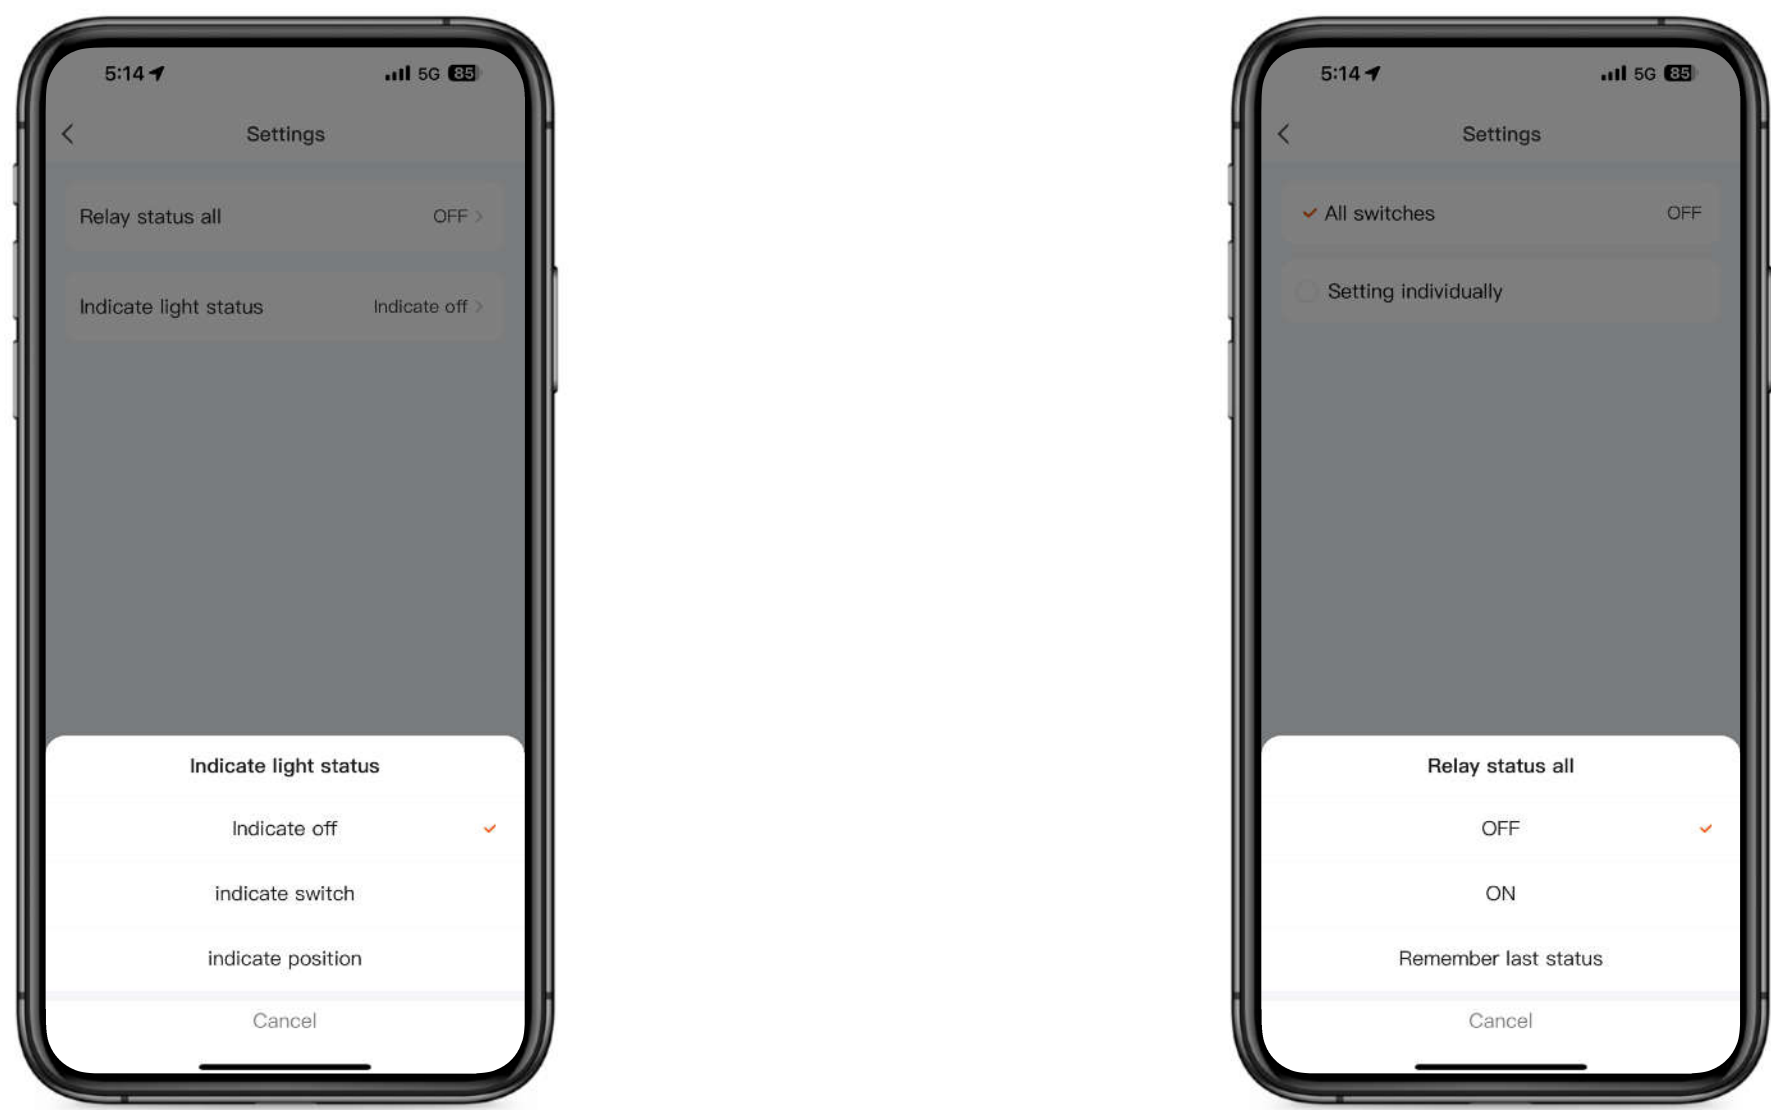 5:14
5G 85
Settings
Relay status all OFF
Indicate light status Indicate off
Indicate light status
Indicate off
indicate switch
indicate position
Cancel
5:14
5G 85
Settings
All switches OFF
Setting individually
Relay status all
OFF
ON
Remember last status
Cancel